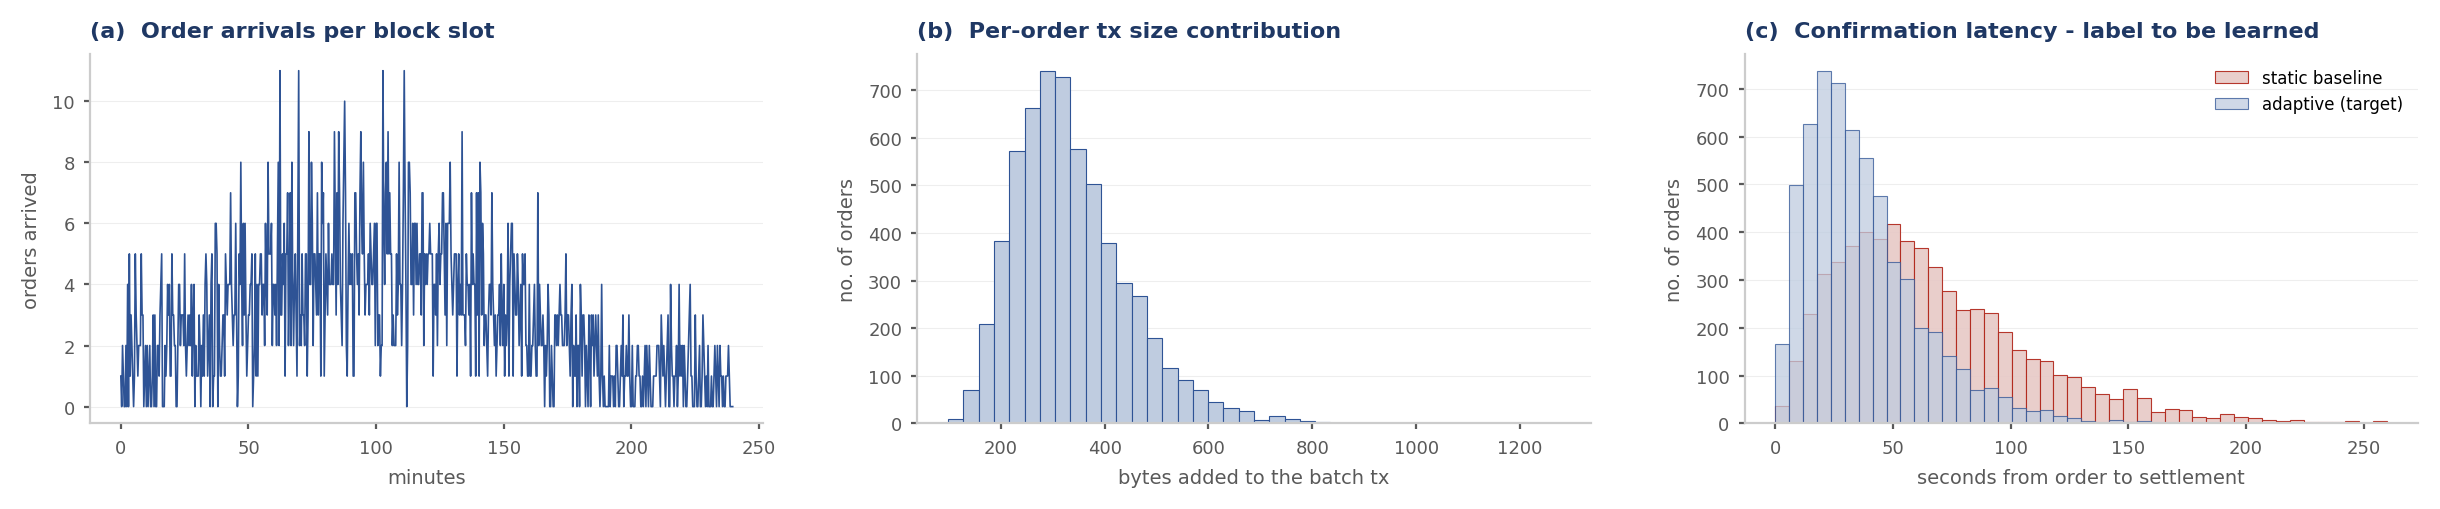 (a) Order arrivals per block slot
10
8
6
4
2
0
orders arrived
0 50 100 150 200 250
minutes
(b) Per-order tx size contribution
700
600
500
400
300
200
100
0
no. of orders
200 400 600 800 1000 1200
bytes added to the batch tx
(c) Confirmation latency - label to be learned
static baseline
adaptive (target)
700
600
500
400
300
200
100
0
no. of orders
0 50 100 150 200 250
seconds from order to settlement